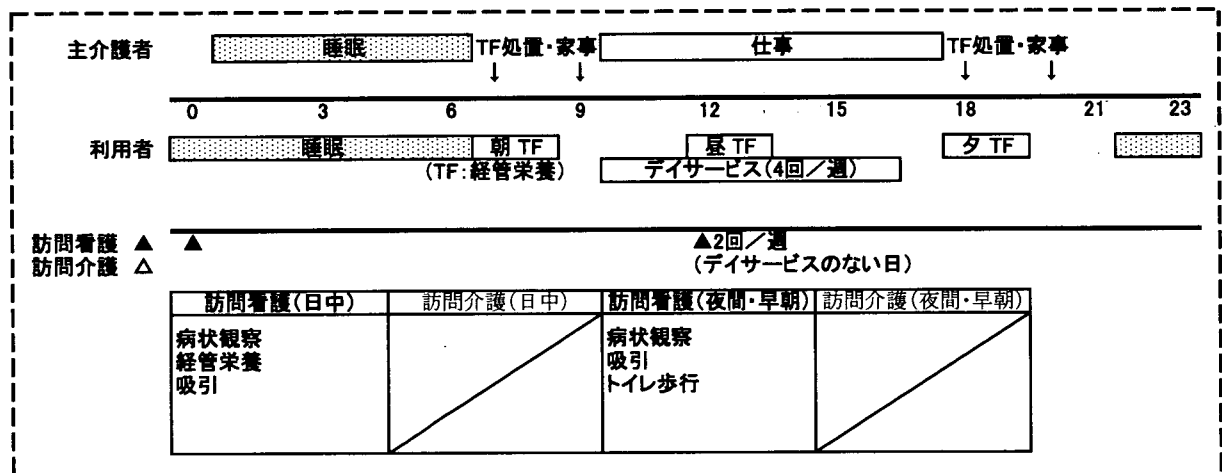 主介護者 睡眠 TF処置・家事 仕事 TF処置・家事
↓ ↓ ↓ ↓
0 3 6 9 12 15 18 21 23
利用者 睡眠 朝 TF 昼 TF 夕 TF
(TF:経管栄養) デイサービス(4回/週)
訪問看護 ▲ ▲ ▲2回/週
訪問介護 △ (デイサービスのない日)
訪問看護(日中) 訪問介護(日中) 訪問看護(夜間・早朝) 訪問介護(夜間・早朝)
病状観察 病状観察
経管栄養 吸引
吸引 トイレ歩行